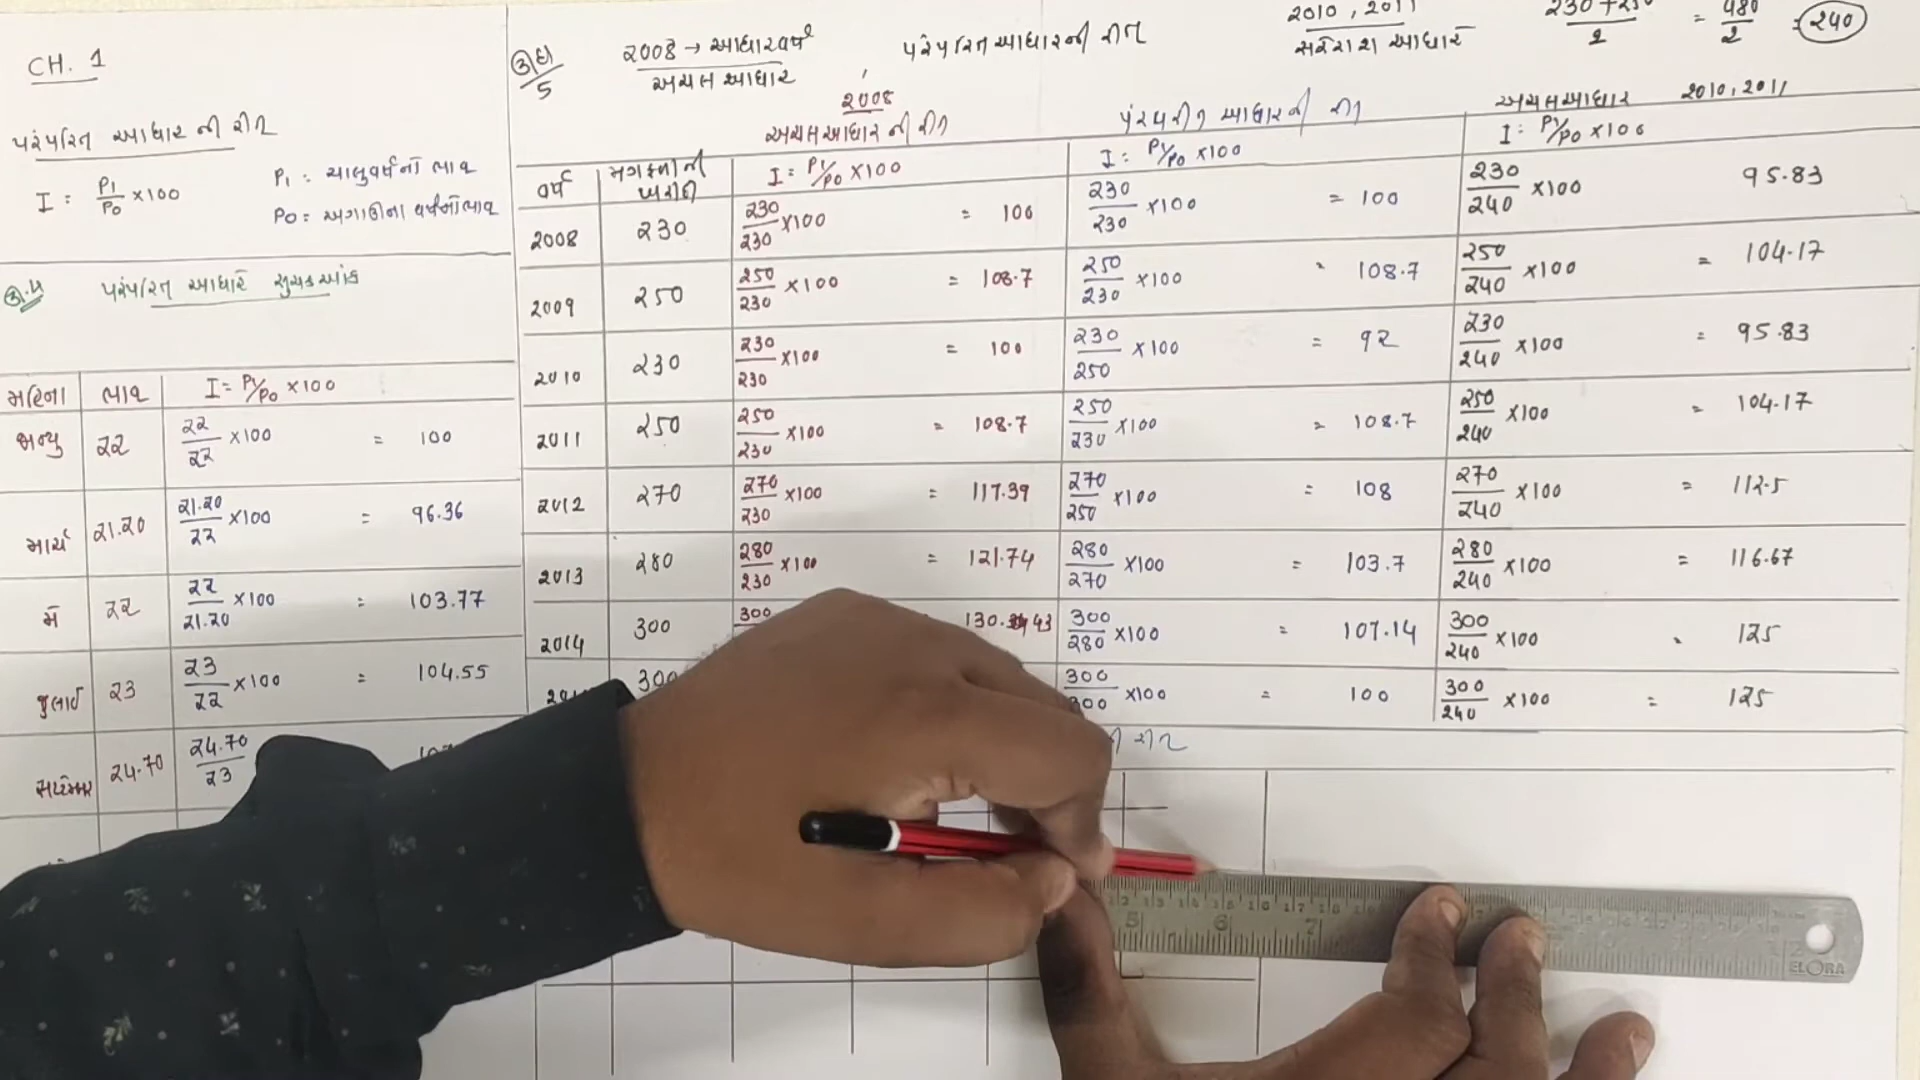 CH. 1
પરંપરિત આધાર ની રીત
I = P1/P0 ×100
P1 = ચાલુવર્ષનો ભાવ
P0 = અગાઉના વર્ષનોભાવ
ઉ.4 પરંપરિત આધારે સુચક આંક
મહિના ભાવ I = P1/P0 ×100
જાન્યુ 22 22/22 ×100 = 100
માર્ચ 21.20 21.20/22 ×100 = 96.36
મે 22 22/21.20 ×100 = 103.77
જુલાઈ 23 23/22 ×100 = 104.55
સપ્ટેમ્બર 24.70 24.70/23
5
2008 → આધારવર્ષ
અચલ આધાર , પરંપરિત આધારની રીત
2010, 2011
સરેરાશ આધાર
= 480/2 = 240
2008
અચલ આધાર ની રીત પરંપરીત આધારની રીત અચલ આધાર 2010, 2011
વર્ષ મગફળીની I = P1/P0 ×100 I = P1/P0 ×100 I = P1/P0 ×100
2008 230 230/230 ×100 = 100 230/230 ×100 = 100 230/240 ×100 95.83
2009 250 250/230 ×100 = 108.7 250/230 ×100 = 108.7 250/240 ×100 = 104.17
2010 230 230/230 ×100 = 100 230/250 ×100 = 92 230/240 ×100 = 95.83
2011 250 250/230 ×100 = 108.7 250/230 ×100 = 108.7 250/240 ×100 = 104.17
2012 270 270/230 ×100 = 117.39 270/250 ×100 = 108 270/240 ×100 = 112.5
2013 280 280/230 ×100 = 121.74 280/270 ×100 = 103.7 280/240 ×100 = 116.67
2014 300 300 130.43 300/280 ×100 = 107.14 300/240 ×100 = 125
300 300/300 ×100 = 100 300/240 ×100 = 125
રીત
5 6 7
ELORA